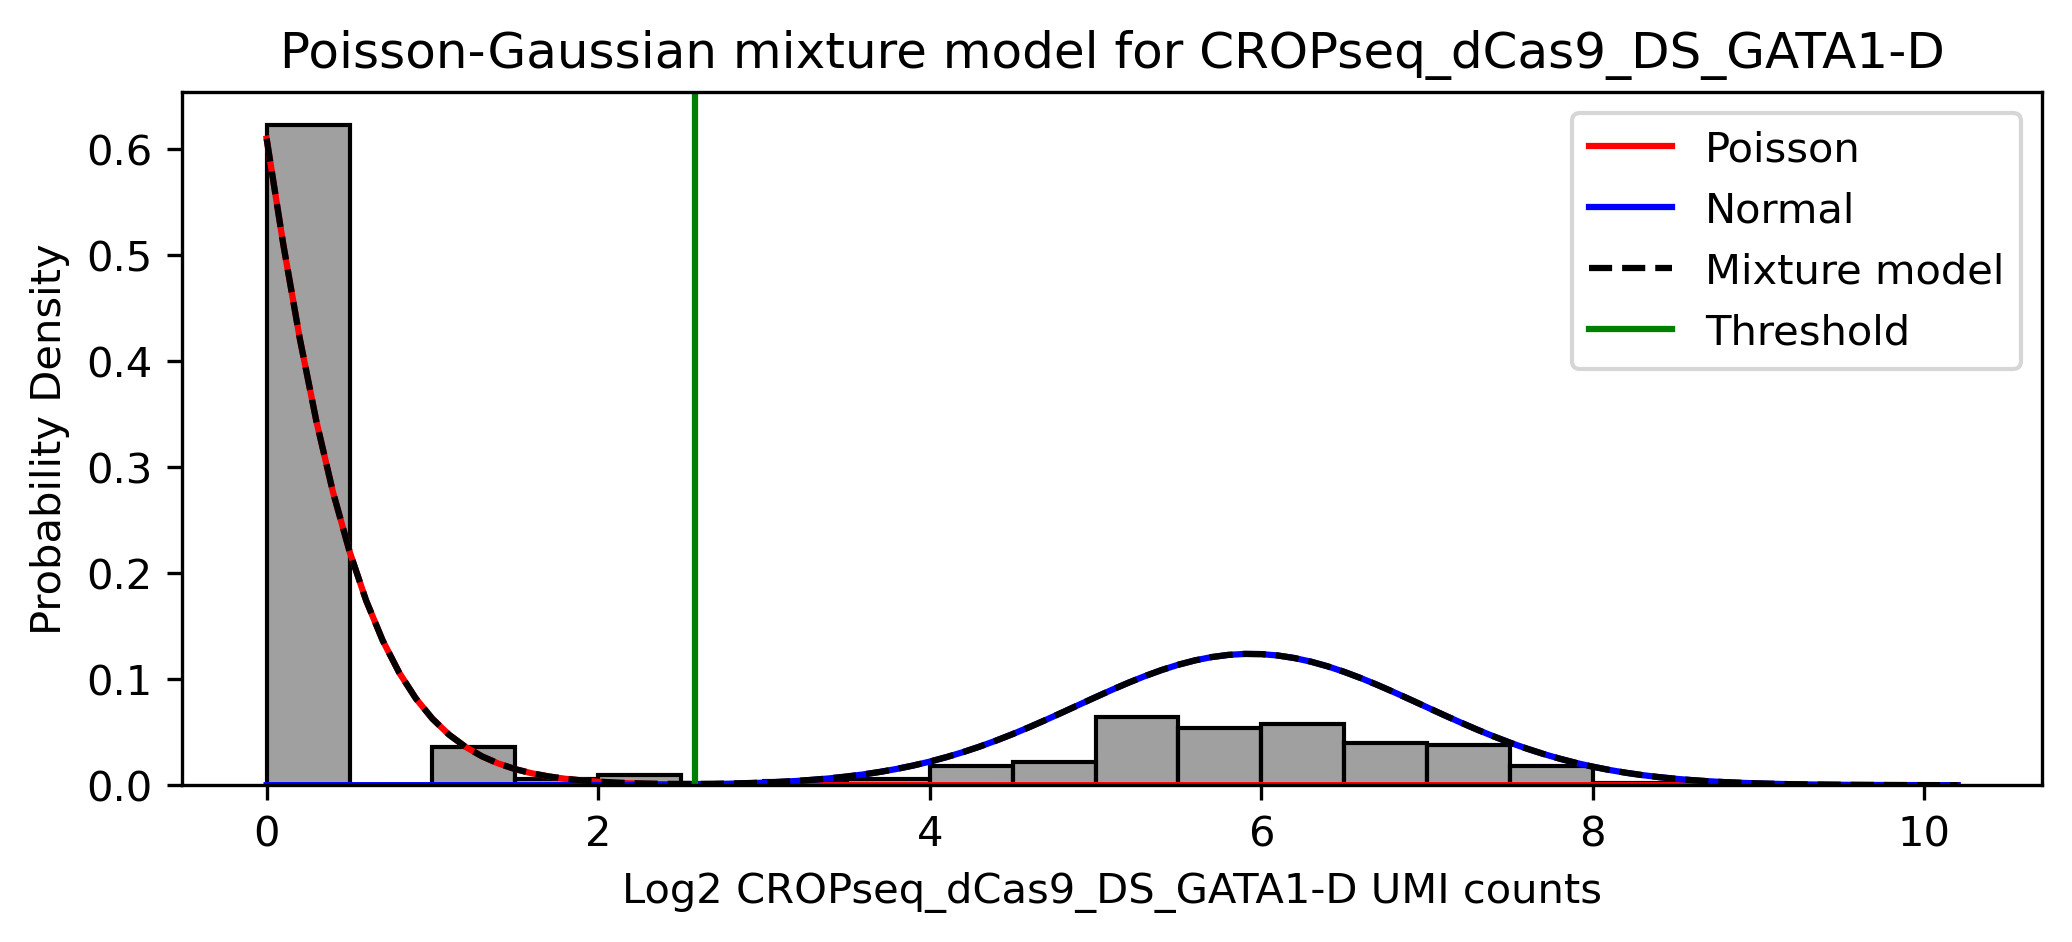 Poisson-Gaussian mixture model for CROPseq_dCas9_DS_GATA1-D
Probability Density
0.6
0.5
0.4
0.3
0.2
0.1
0.0
Poisson
Normal
Mixture model
Threshold
0 2 4 6 8 10
Log2 CROPseq_dCas9_DS_GATA1-D UMI counts